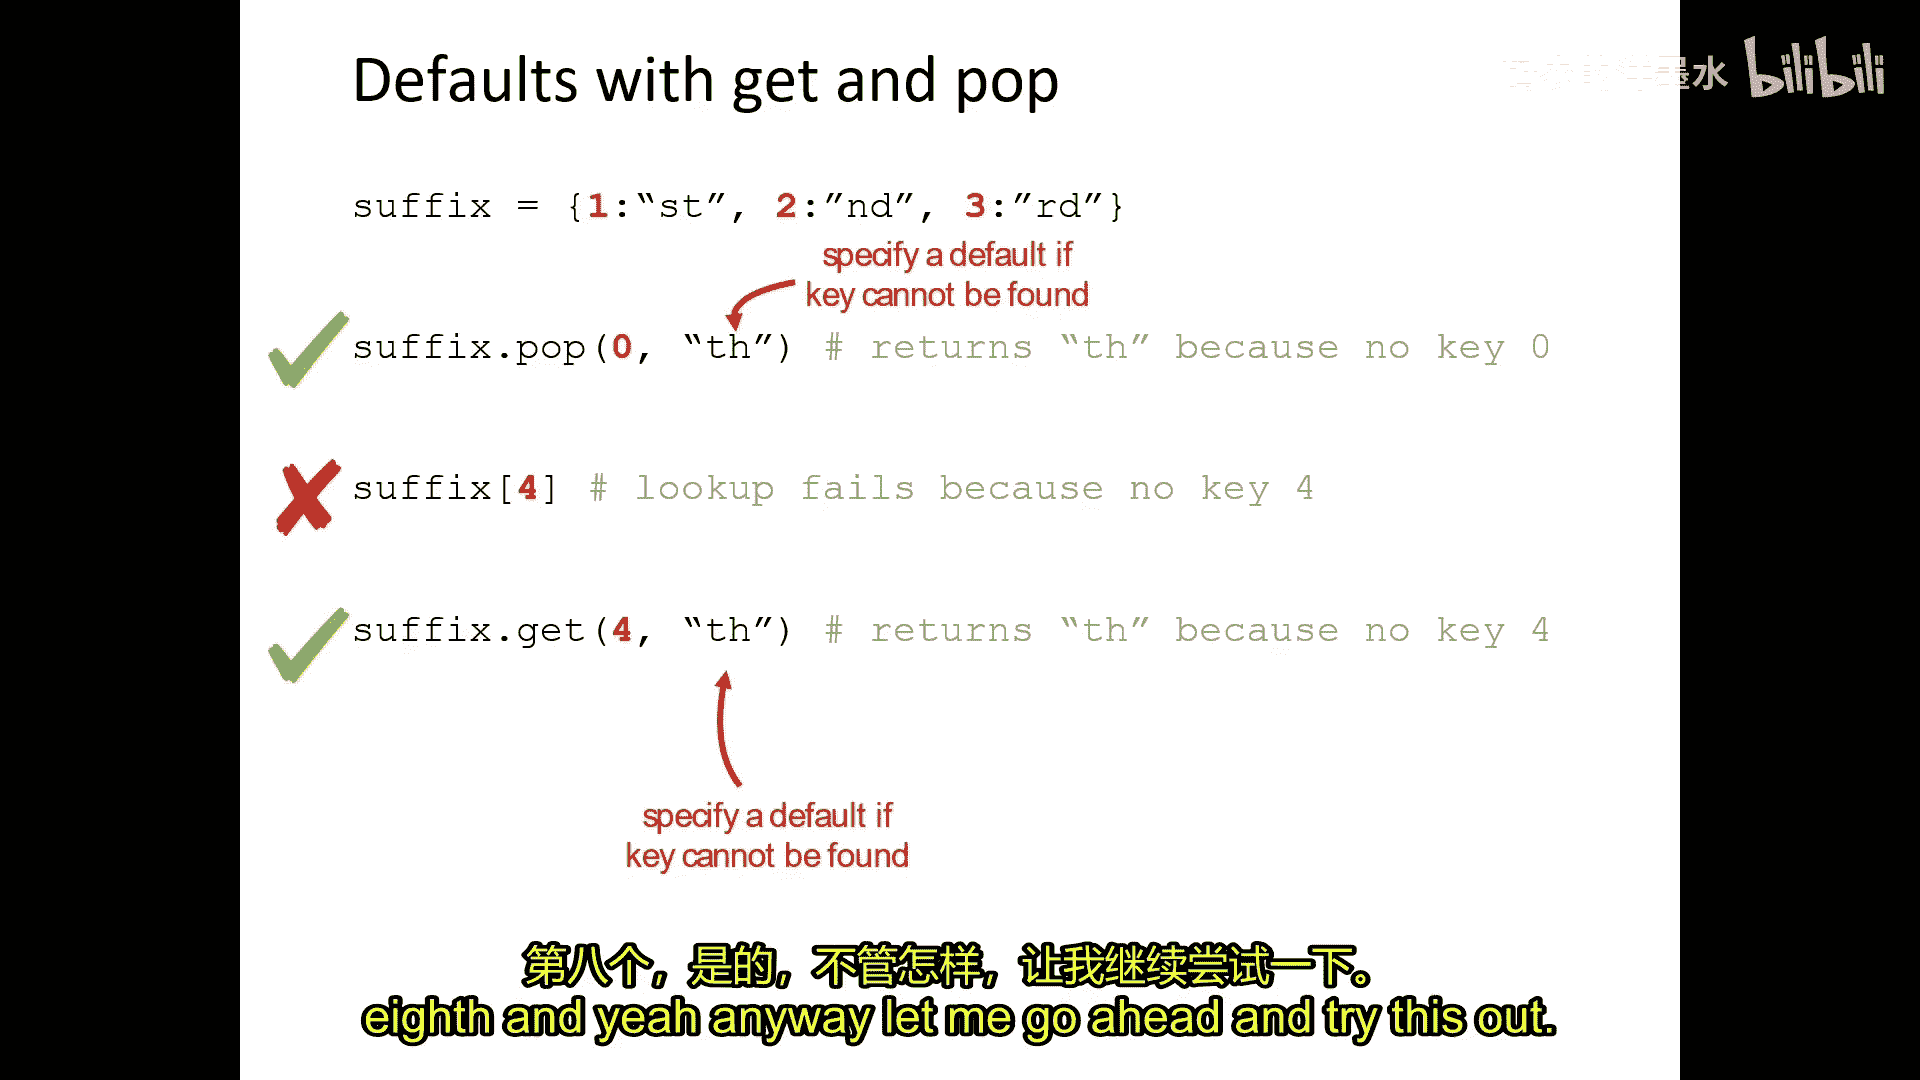 Defaults with get and pop
水 bilibili
suffix = {1:“st”, 2:”nd”, 3:”rd”}
specify a default if
key cannot be found
suffix.pop(0, “th”) # returns “th” because no key 0
suffix[4] # lookup fails because no key 4
suffix.get(4, “th”) # returns “th” because no key 4
specify a default if
key cannot be found
第八个，是的，不管怎样，让我继续尝试一下。
eighth and yeah anyway let me go ahead and try this out.